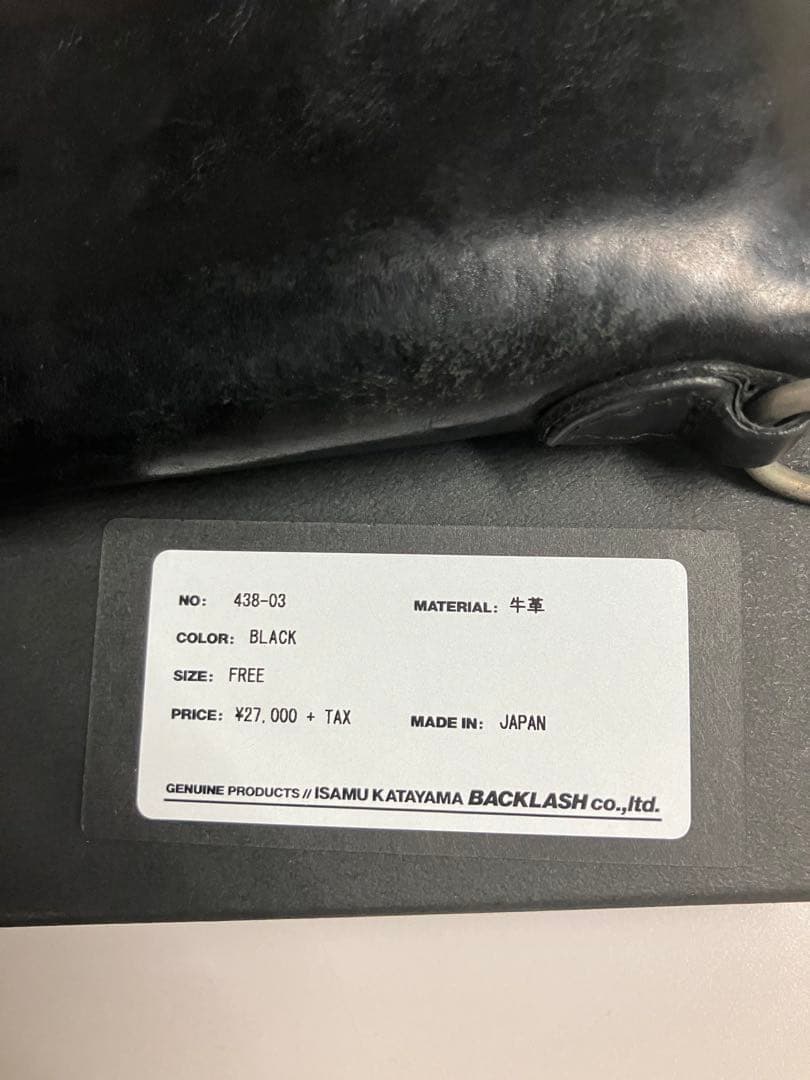 NO: 438-03
MATERIAL: 牛革
COLOR: BLACK
SIZE: FREE
PRICE: ¥27,000 + TAX
MADE IN: JAPAN
GENUINE PRODUCTS // ISAMU KATAYAMA BACKLASH co.,ltd.